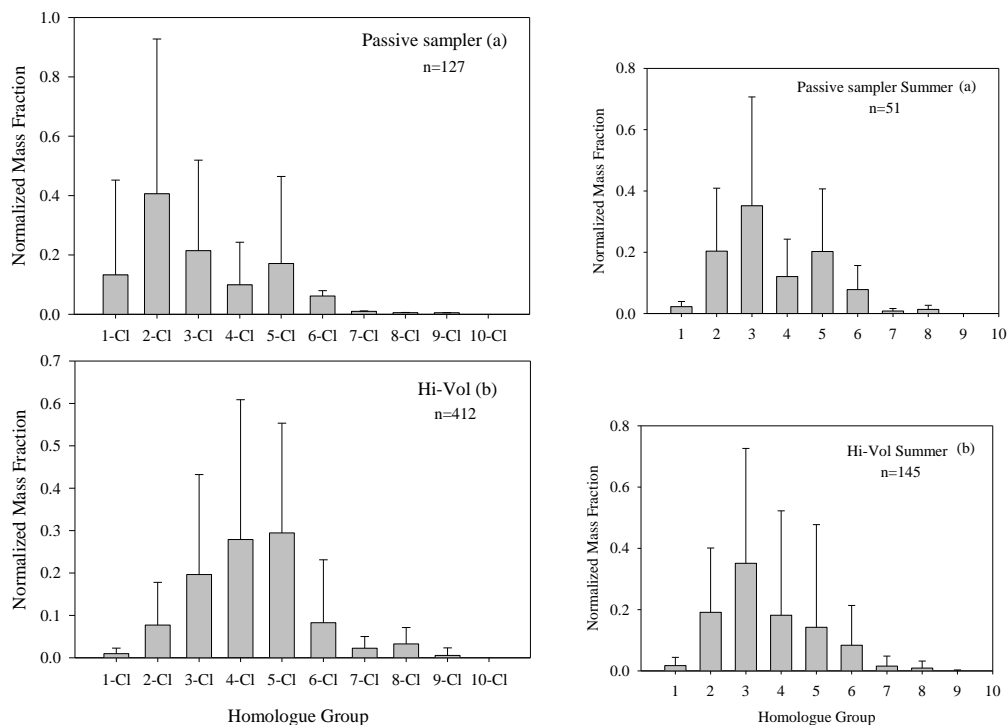 Passive sampler (a)
n=127
Normalized Mass Fraction
1.0
0.8
0.6
0.4
0.2
0.0
1-Cl 2-Cl 3-Cl 4-Cl 5-Cl 6-Cl 7-Cl 8-Cl 9-Cl 10-Cl
Hi-Vol (b)
n=412
Normalized Mass Fraction
0.7
0.6
0.5
0.4
0.3
0.2
0.1
0.0
1-Cl 2-Cl 3-Cl 4-Cl 5-Cl 6-Cl 7-Cl 8-Cl 9-Cl 10-Cl
Homologue Group
Passive sampler Summer (a)
n=51
Normalized Mass Fraction
0.8
0.6
0.4
0.2
0.0
1 2 3 4 5 6 7 8 9 10
Hi-Vol Summer (b)
n=145
Normalized Mass Fraction
0.8
0.6
0.4
0.2
0.0
1 2 3 4 5 6 7 8 9 10
Homologue Group